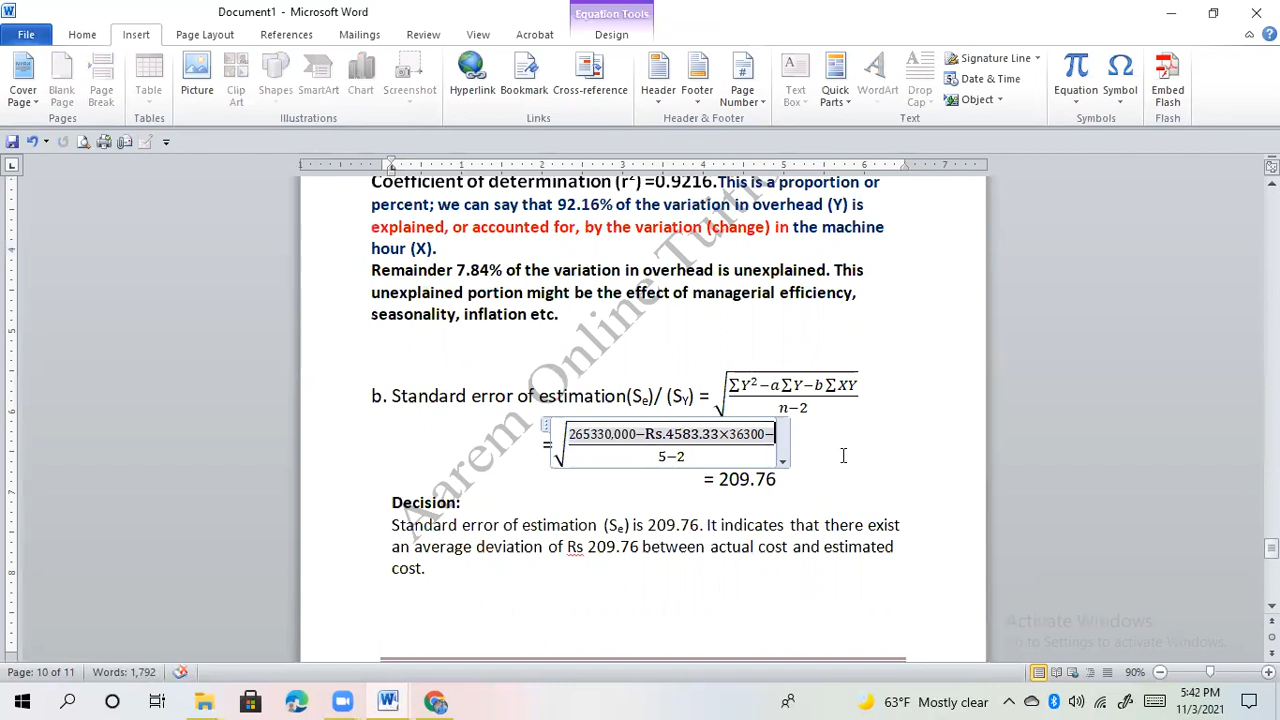 Document1 - Microsoft Word
Equation Tools
File Home Insert Page Layout References Mailings Review View Acrobat Design
Cover Page
Blank Page
Page Break
Table
Picture
Clip Art
Shapes
SmartArt
Chart
Screenshot
Hyperlink
Bookmark
Cross-reference
Header
Footer
Page Number
Text Box
Quick Parts
WordArt
Drop Cap
Signature Line
Date & Time
Object
Equation
Symbol
Embed Flash
Pages Tables Illustrations Links Header & Footer Text Symbols Flash
1 1 2 3 4 5 6 7
Coefficient of determination (r²) =0.9216.This is a proportion or
percent; we can say that 92.16% of the variation in overhead (Y) is
explained, or accounted for, by the variation (change) in the machine
hour (X).
Remainder 7.84% of the variation in overhead is unexplained. This
unexplained portion might be the effect of managerial efficiency,
seasonality, inflation etc.
b. Standard error of estimation(Sₑ)/ (Sᵧ) = √((∑Y²−a∑Y−b∑XY)/(n−2))
= √((265330,000−Rs.4583.33×36300−)/(5−2))
= 209.76
Decision:
Standard error of estimation (Sₑ) is 209.76. It indicates that there exist
an average deviation of Rs 209.76 between actual cost and estimated
cost.
Aarem Online Tuiti
Activate Windows
Go to Settings to activate Windows.
Page: 10 of 11 Words: 1,792 90%
63°F Mostly clear
5:42 PM
11/3/2021